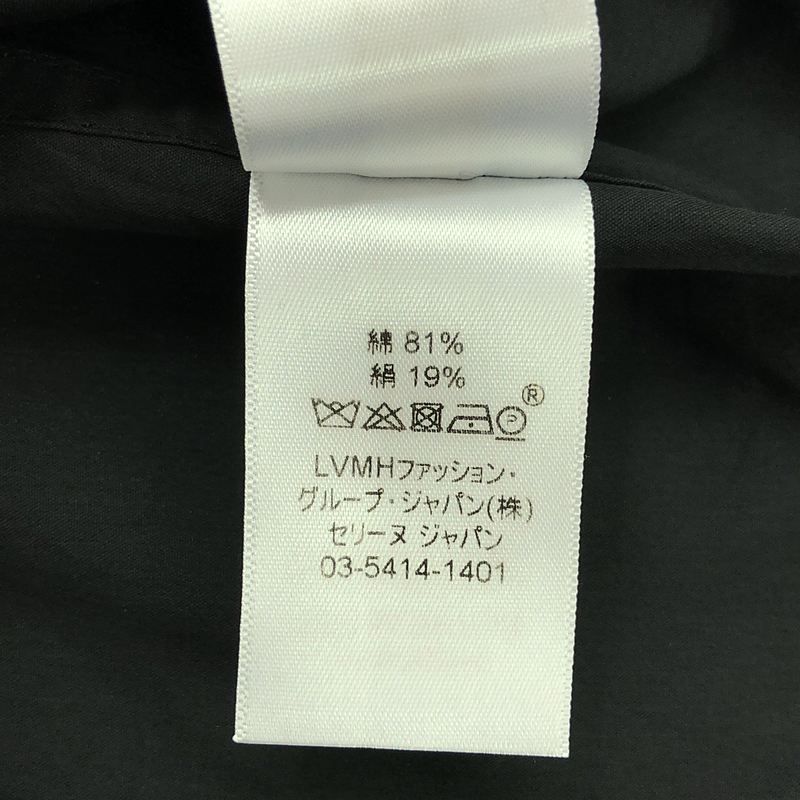 綿 81%
絹 19%
®
P
LVMHファッション・
グループ・ジャパン(株)
セリーヌ ジャパン
03-5414-1401